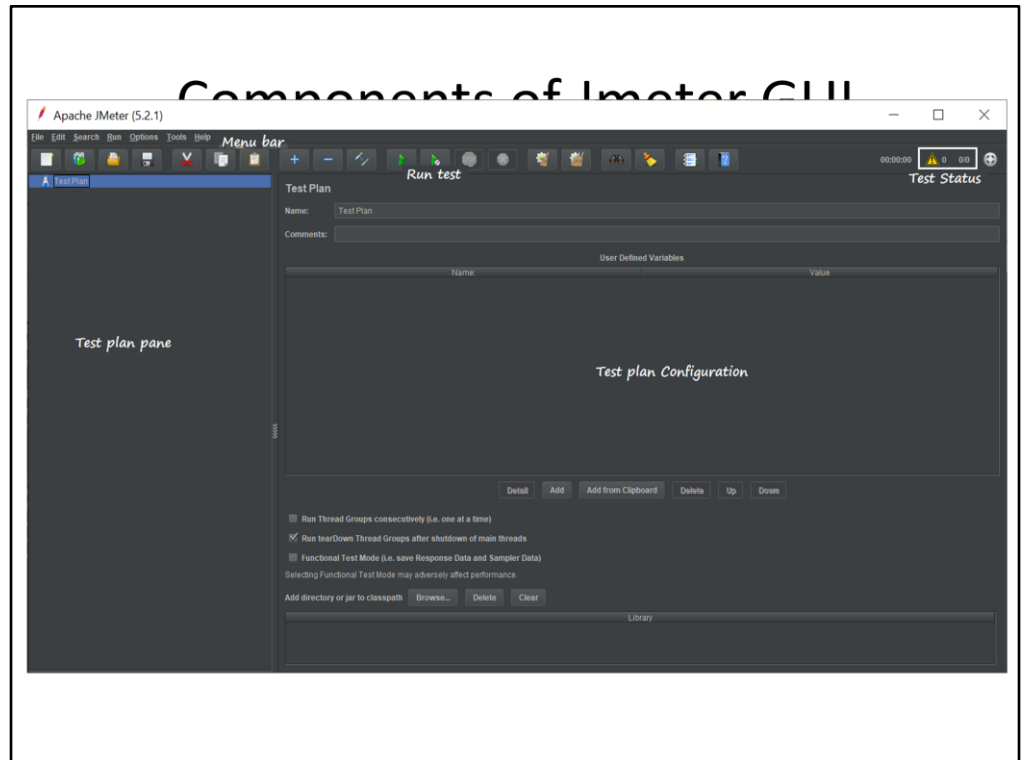 Components of Jmeter GUI
Apache JMeter (5.2.1)
File Edit Search Run Options Tools Help
Menu bar
Run test
00:00:00 0 0/0
Test Status
Test Plan
Test Plan
Name: Test Plan
Comments:
User Defined Variables
Name: Value
Test plan pane
Test plan Configuration
Detail Add Add from Clipboard Delete Up Down
Run Thread Groups consecutively (i.e. one at a time)
Run tearDown Thread Groups after shutdown of main threads
Functional Test Mode (i.e. save Response Data and Sampler Data)
Selecting Functional Test Mode may adversely affect performance.
Add directory or jar to classpath Browse... Delete Clear
Library